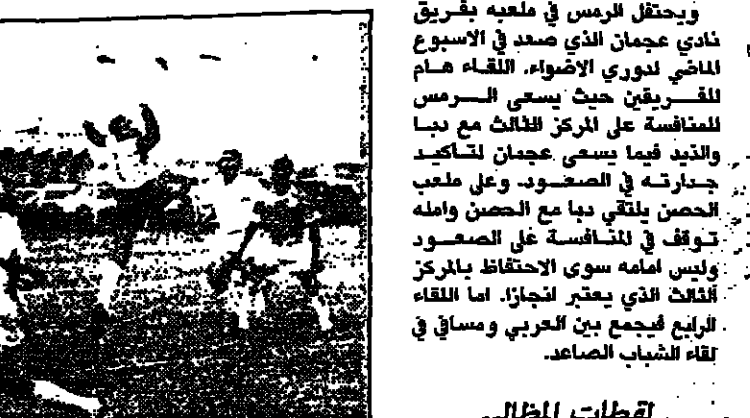 ويحتفل الرمس في ملعبه بفريق
نادي عجمان الذي صعد في الاسبوع
الماضي لدوري الاضواء. اللقاء هام
للفريقين حيث يسعى الرمس
للمنافسة على المركز الثالث مع دبا
والذيد فيما يسعى عجمان لتأكيد
جدارته في الصعود. وعلى ملعب
الحصن يلتقي دبا مع الحصن وامله
توقف في المنافسة على الصعود
وليس امامه سوى الاحتفاظ بالمركز
الثالث الذي يعتبر انجازا. اما اللقاء
الرابع فيجمع بين العربي ومسافي في
لقاء الشباب الصاعد.